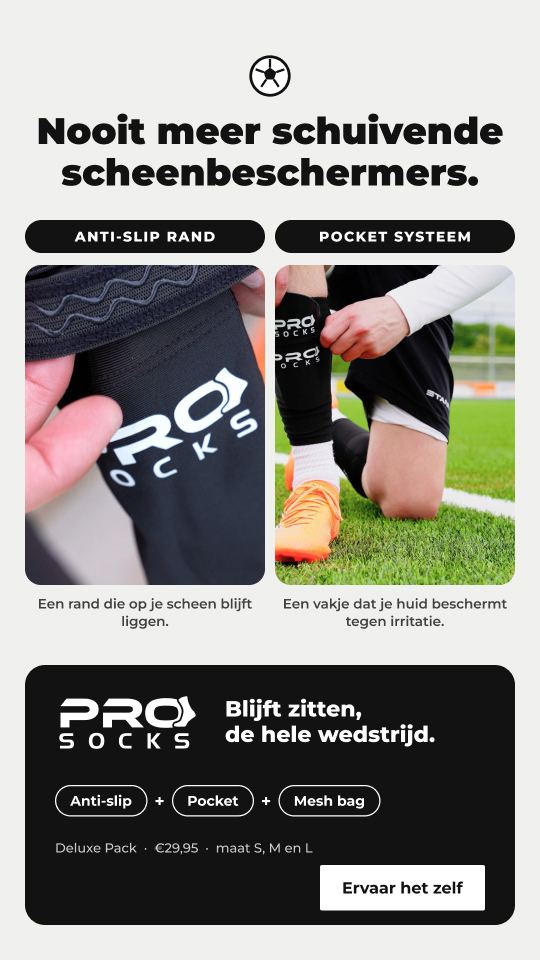 Nooit meer schuivende
scheenbeschermers.
ANTI-SLIP RAND
POCKET SYSTEEM
PRO
SOCKS
PRO
SOCKS
PRO
SOCKS
STAN
Een rand die op je scheen blijft
liggen.
Een vakje dat je huid beschermt
tegen irritatie.
PRO
SOCKS
Blijft zitten,
de hele wedstrijd.
Anti-slip + Pocket + Mesh bag
Deluxe Pack · €29,95 · maat S, M en L
Ervaar het zelf